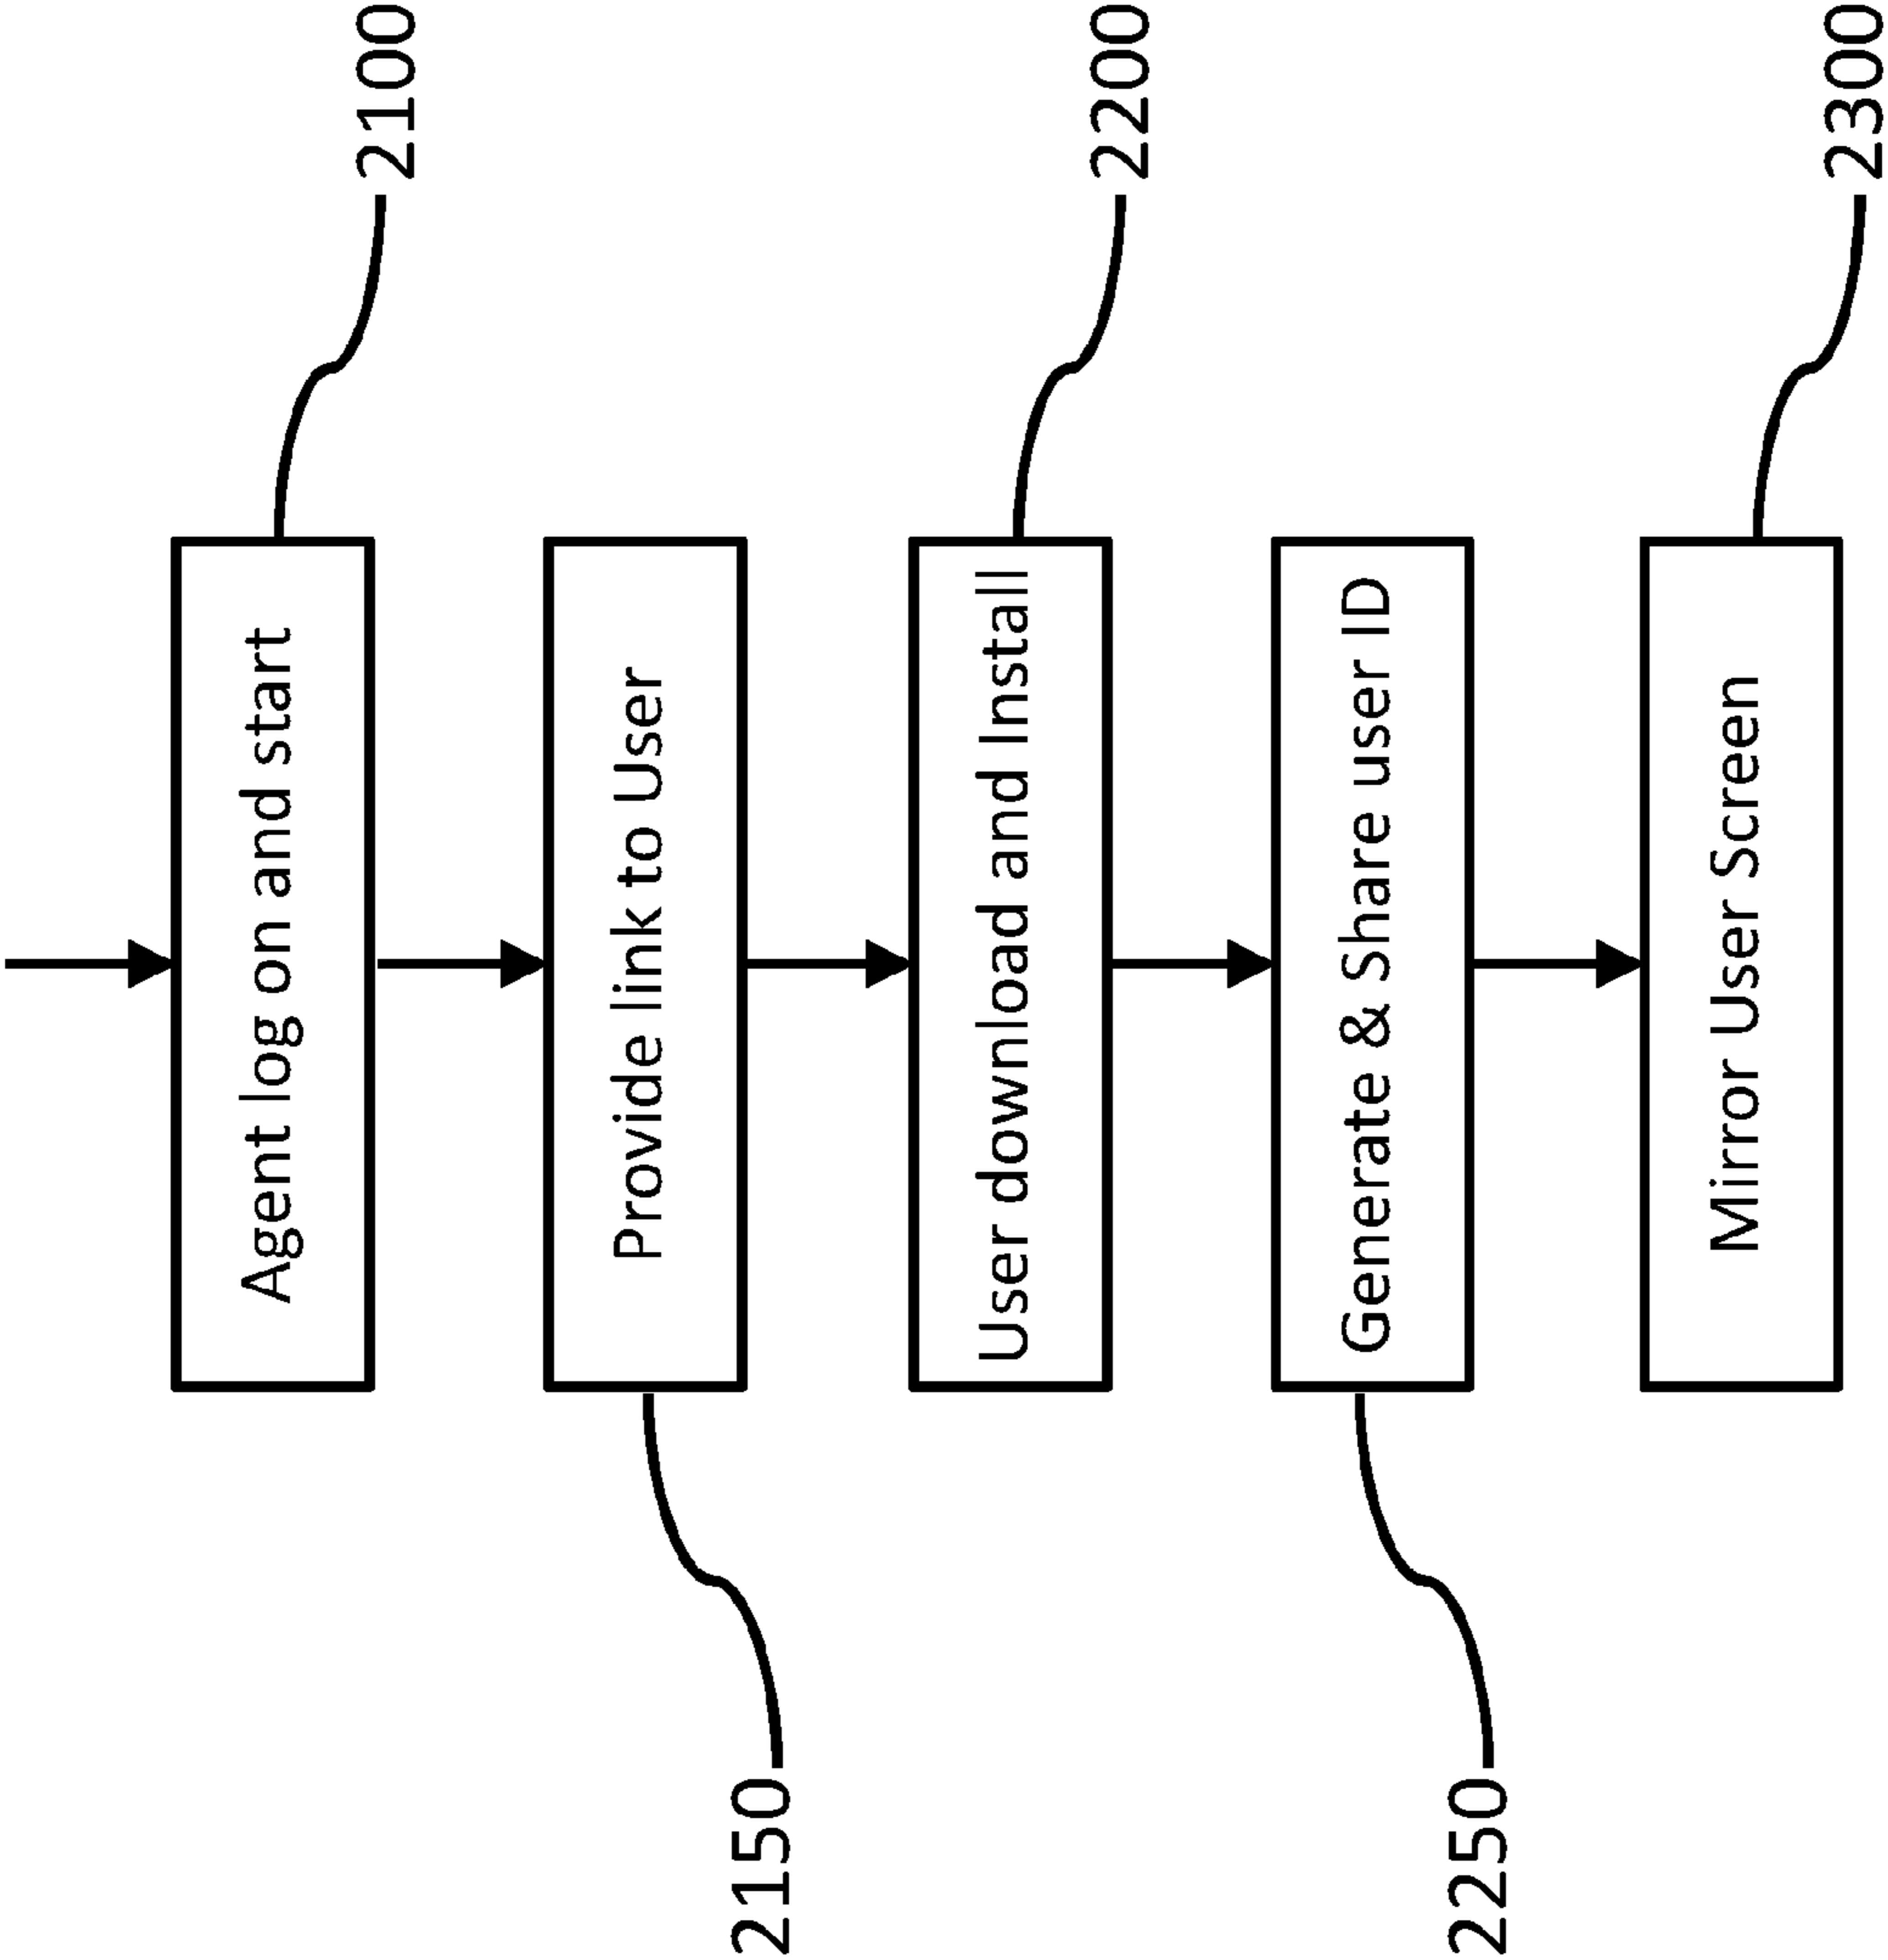 Agent log on and start
2100
Provide link to User
2150
User download and Install
2200
Generate & Share user ID
2250
Mirror User Screen
2300